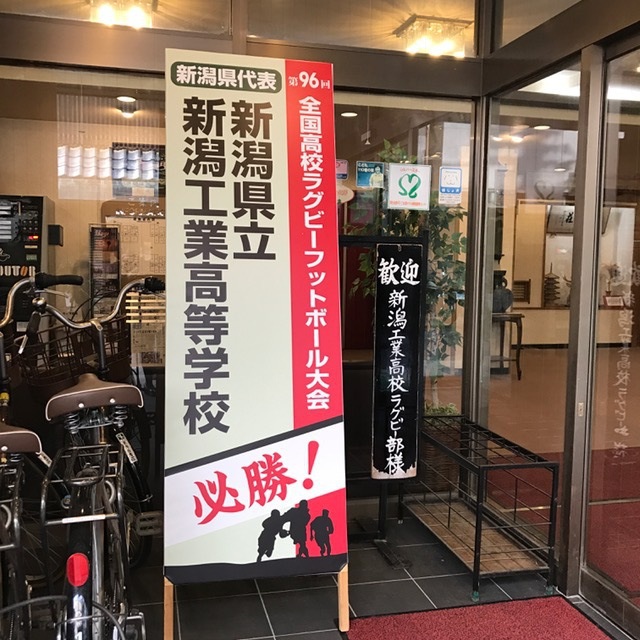 新潟県代表
第96回
全国高校ラグビーフットボール大会
新潟県立
新潟工業高等学校
必勝！
歓迎
新潟工業高校ラグビー部様